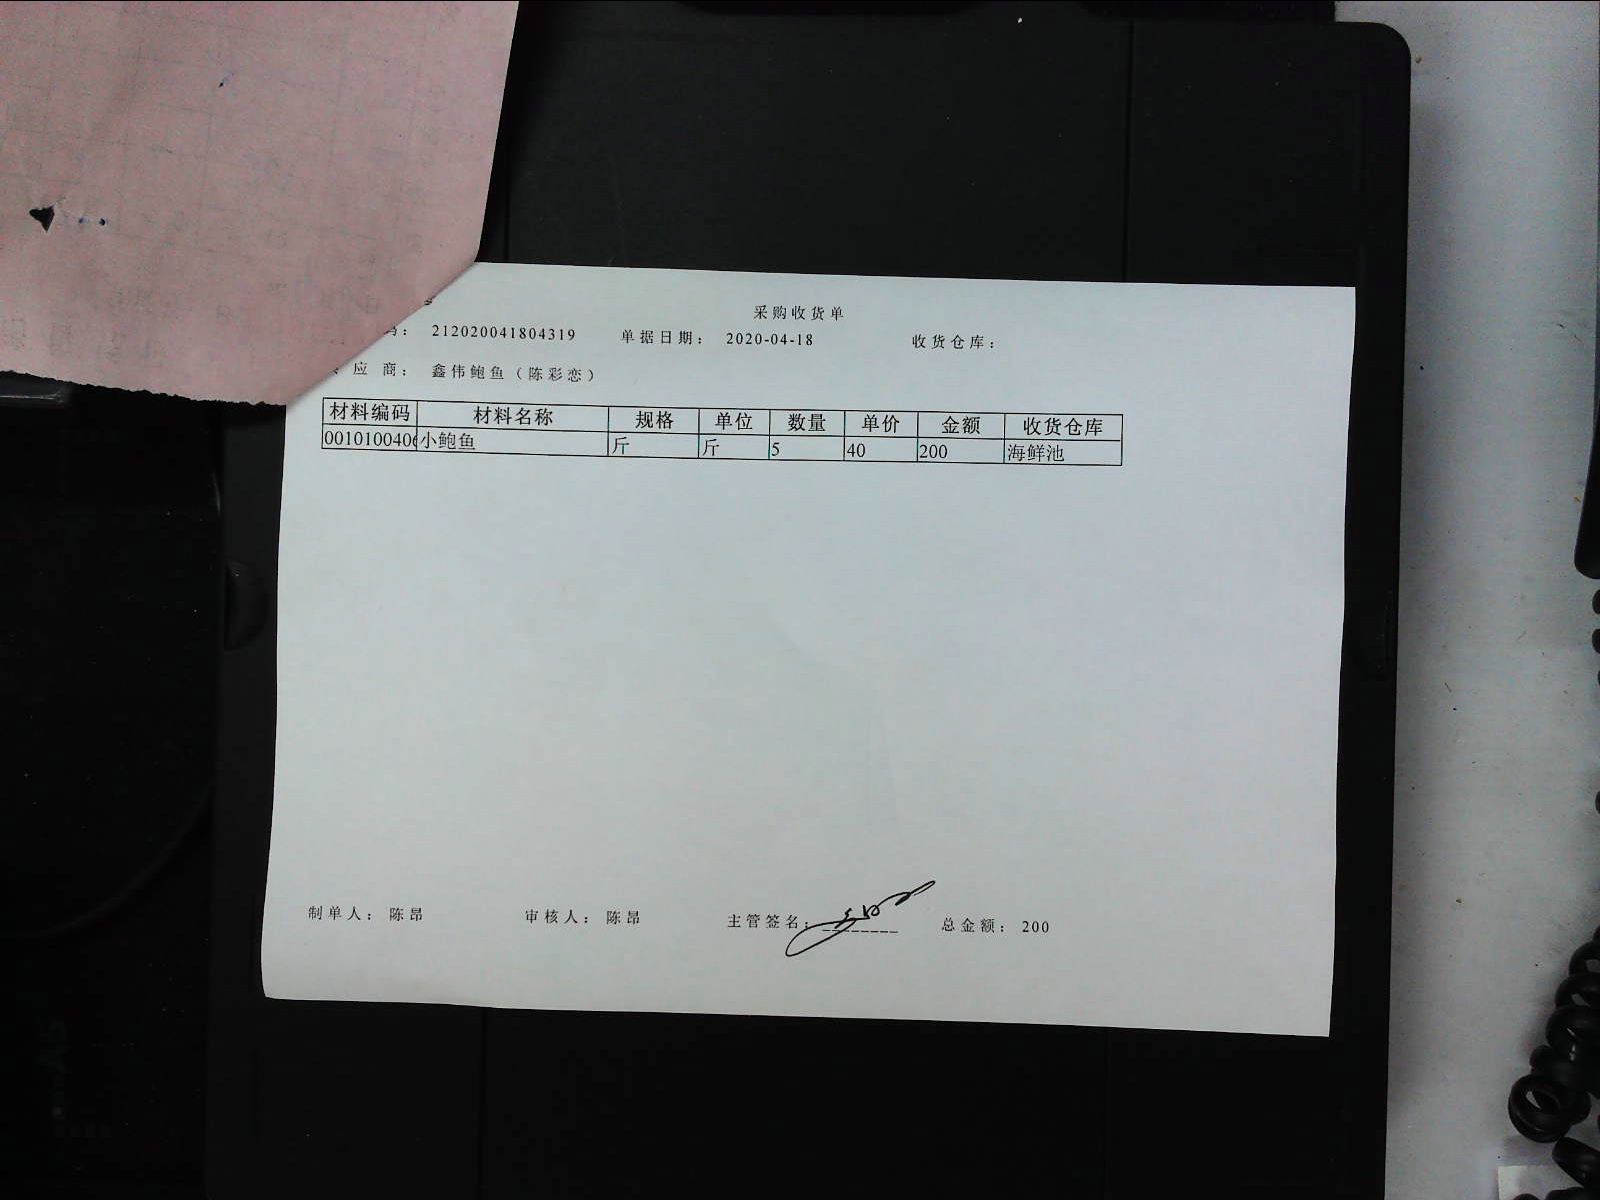 采购收货单
码： 212020041804319 单据日期： 2020-04-18 收货仓库：
应 商： 鑫伟鲍鱼（陈彩恋）
材料编码 材料名称 规格 单位 数量 单价 金额 收货仓库
0010100406 小鲍鱼 斤 斤 5 40 200 海鲜池
制单人： 陈昂 审核人： 陈昂 主管签名： 总金额： 200